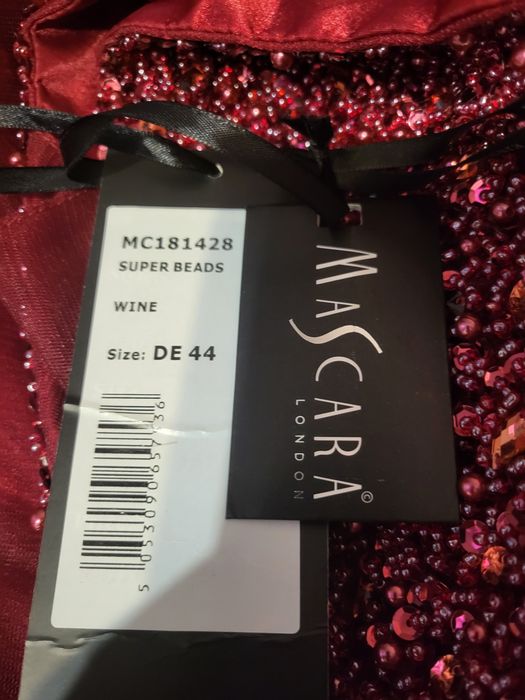 MC181428
SUPER BEADS
WINE
Size: DE 44
MASCARA©
LONDON